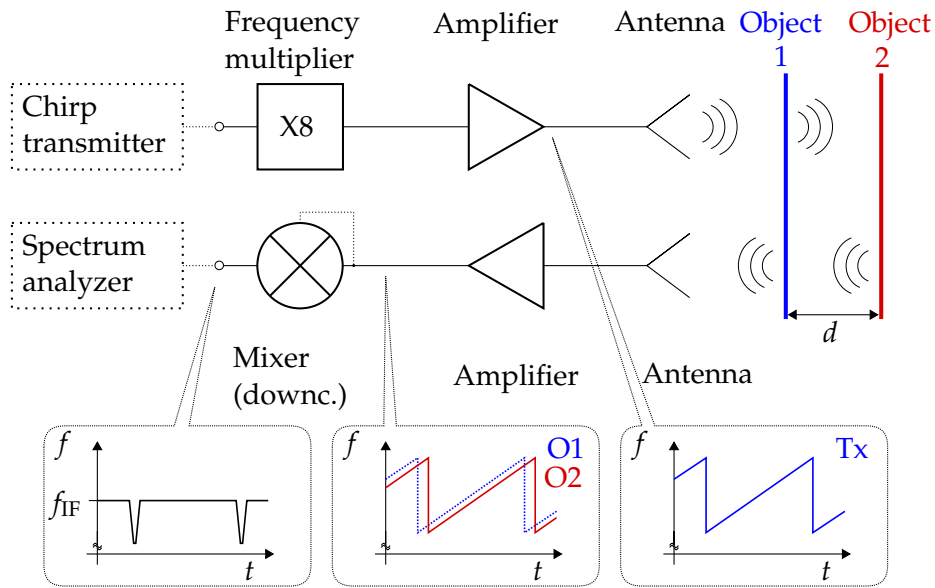 Frequency
multiplier
Amplifier
Antenna
Object
1
Object
2
Chirp
transmitter
X8
Spectrum
analyzer
d
Mixer
(downc.)
Amplifier
Antenna
f
fIF
t
f
O1
O2
t
f
Tx
t